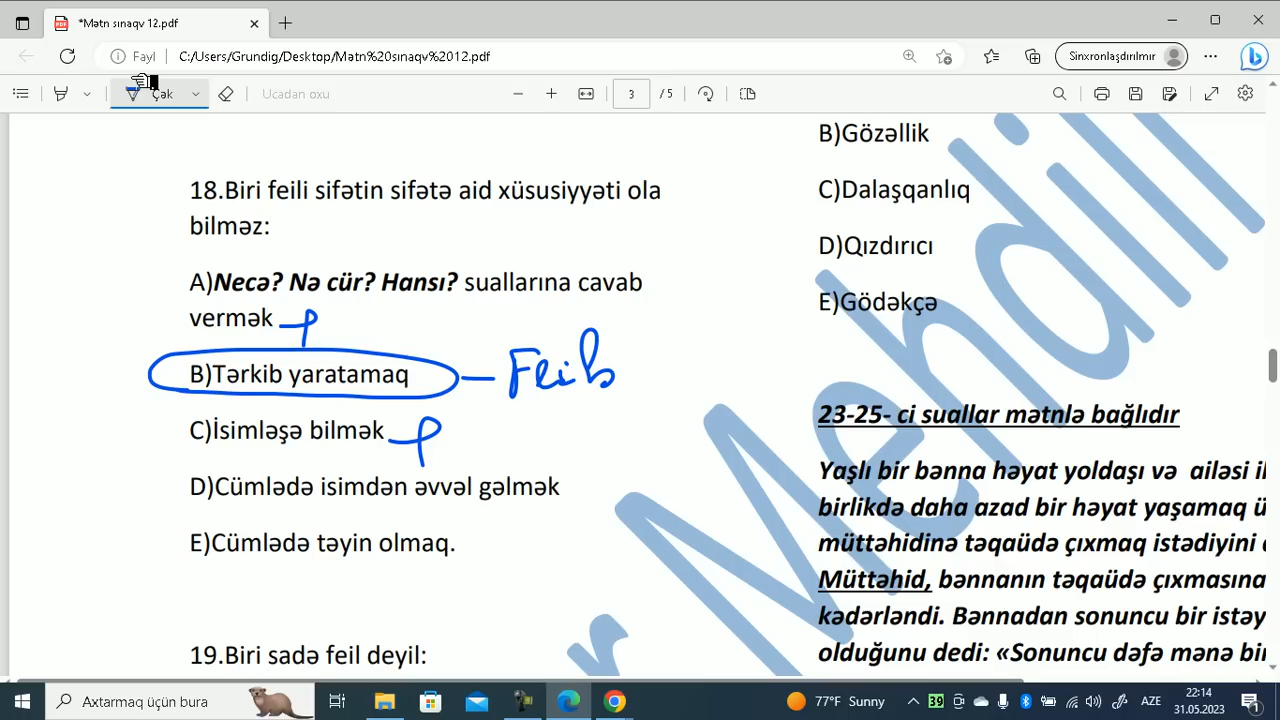 *Mətn sınaqv 12.pdf
Fayl
C:/Users/Grundig/Desktop/Mətn%20sınaqv%2012.pdf
Sinxronlaşdırılmır
Çək
Ucadan oxu
3
/ 5
18.Biri feili sifətin sifətə aid xüsusiyyəti ola
bilməz:
A)Necə? Nə cür? Hansı? suallarına cavab
vermək
B)Tərkib yaratamaq
C)İsimləşə bilmək
D)Cümlədə isimdən əvvəl gəlmək
E)Cümlədə təyin olmaq.
19.Biri sadə feil deyil:
B)Gözəllik
C)Dalaşqanlıq
D)Qızdırıcı
E)Gödəkçə
23-25- ci suallar mətnlə bağlıdır
Yaşlı bir bənna həyat yoldaşı və ailəsi il
birlikdə daha azad bir həyat yaşamaq ü
müttəhidinə təqaüdə çıxmaq istədiyini
Müttəhid, bənnanın təqaüdə çıxmasına
kədərləndi. Bənnadan sonuncu bir istəy
olduğunu dedi: «Sonuncu dəfə mənə bir
Axtarmaq üçün bura
77°F Sunny
39
AZE
22:14
31.05.2023
1